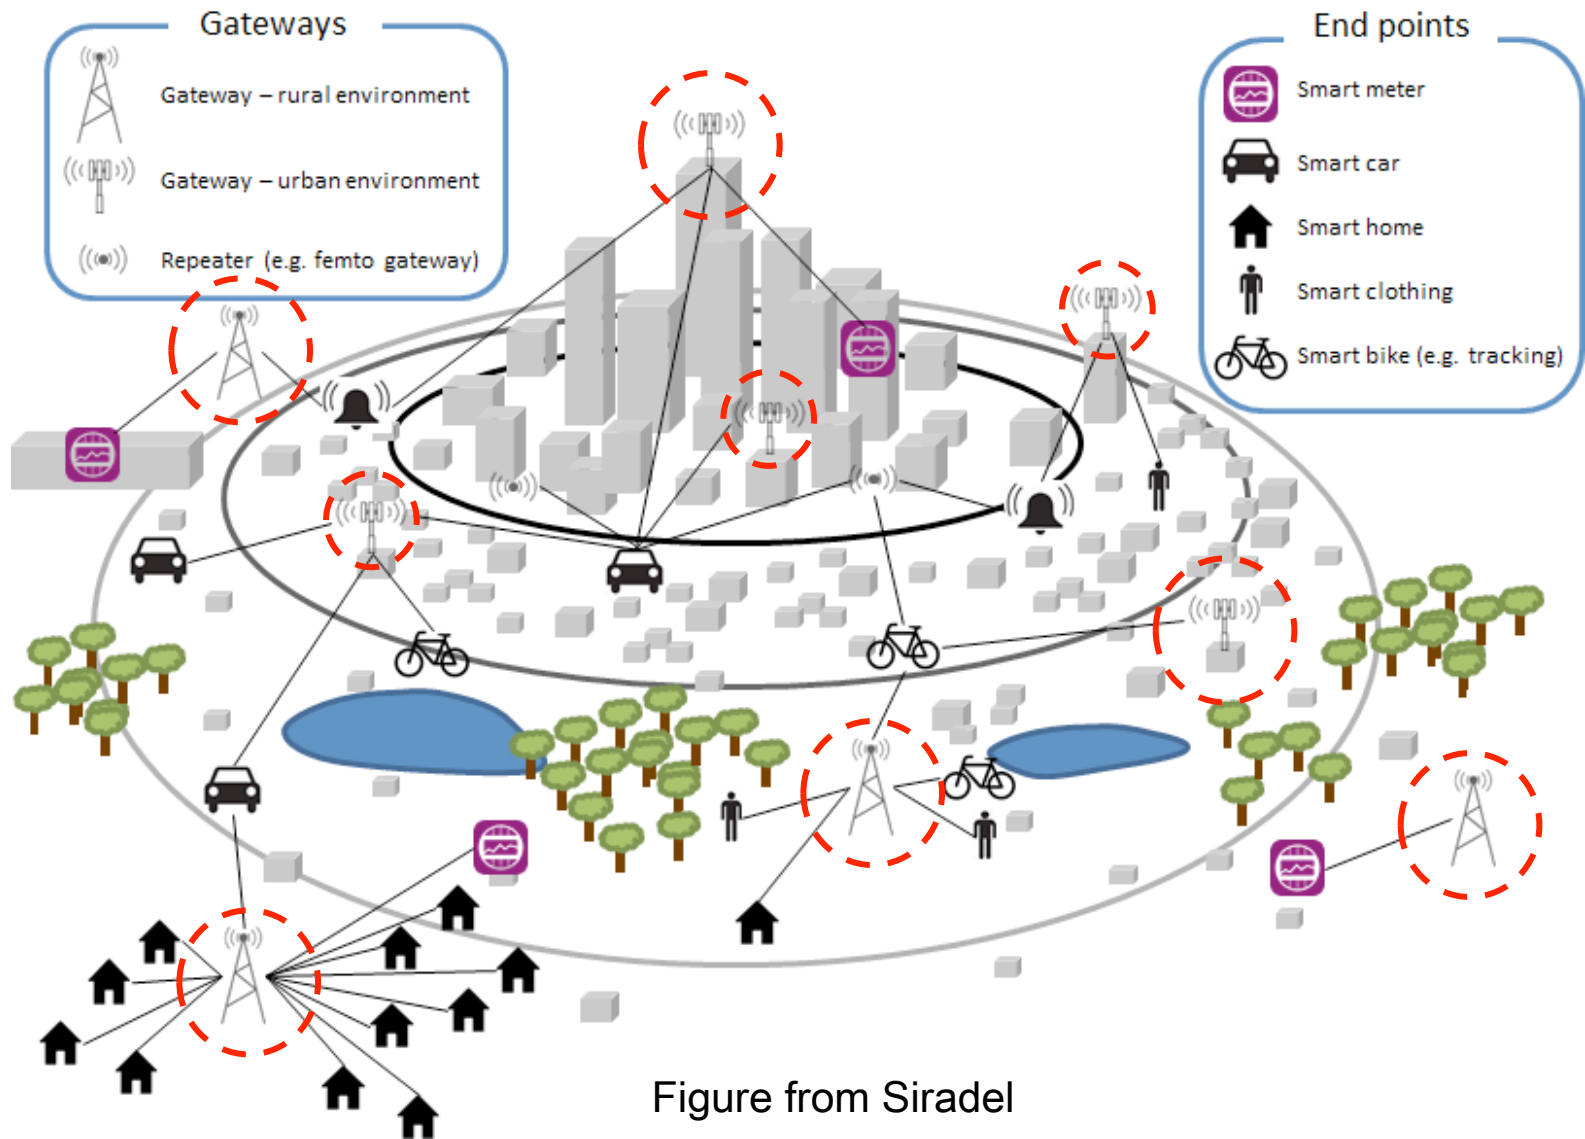 Gateways
Gateway – rural environment
Gateway – urban environment
Repeater (e.g. femto gateway)
End points
Smart meter
Smart car
Smart home
Smart clothing
Smart bike (e.g. tracking)
Figure from Siradel